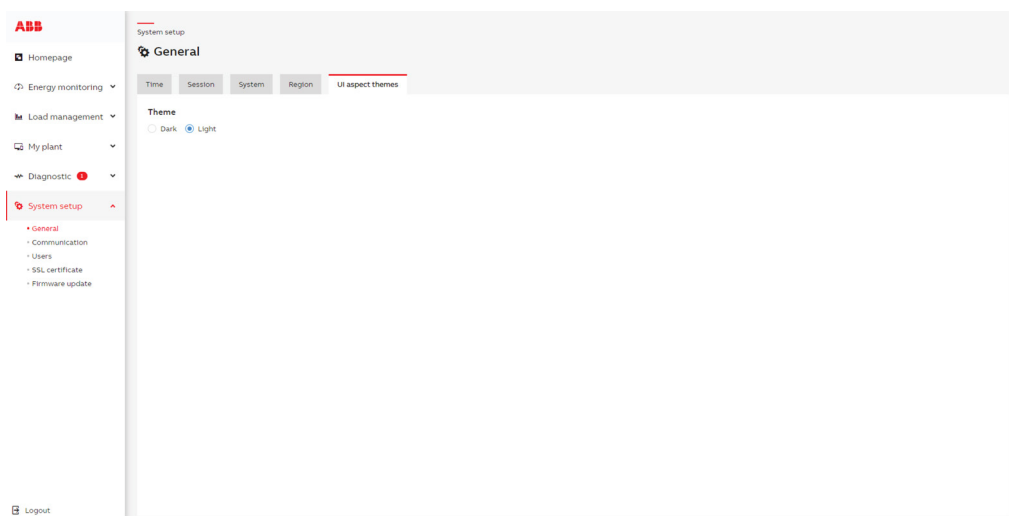 ABB
Homepage
Energy monitoring
Load management
My plant
Diagnostic 1
System setup
General
Communication
Users
SSL certificate
Firmware update
Logout
System setup
General
Time Session System Region UI aspect themes
Theme
Dark Light